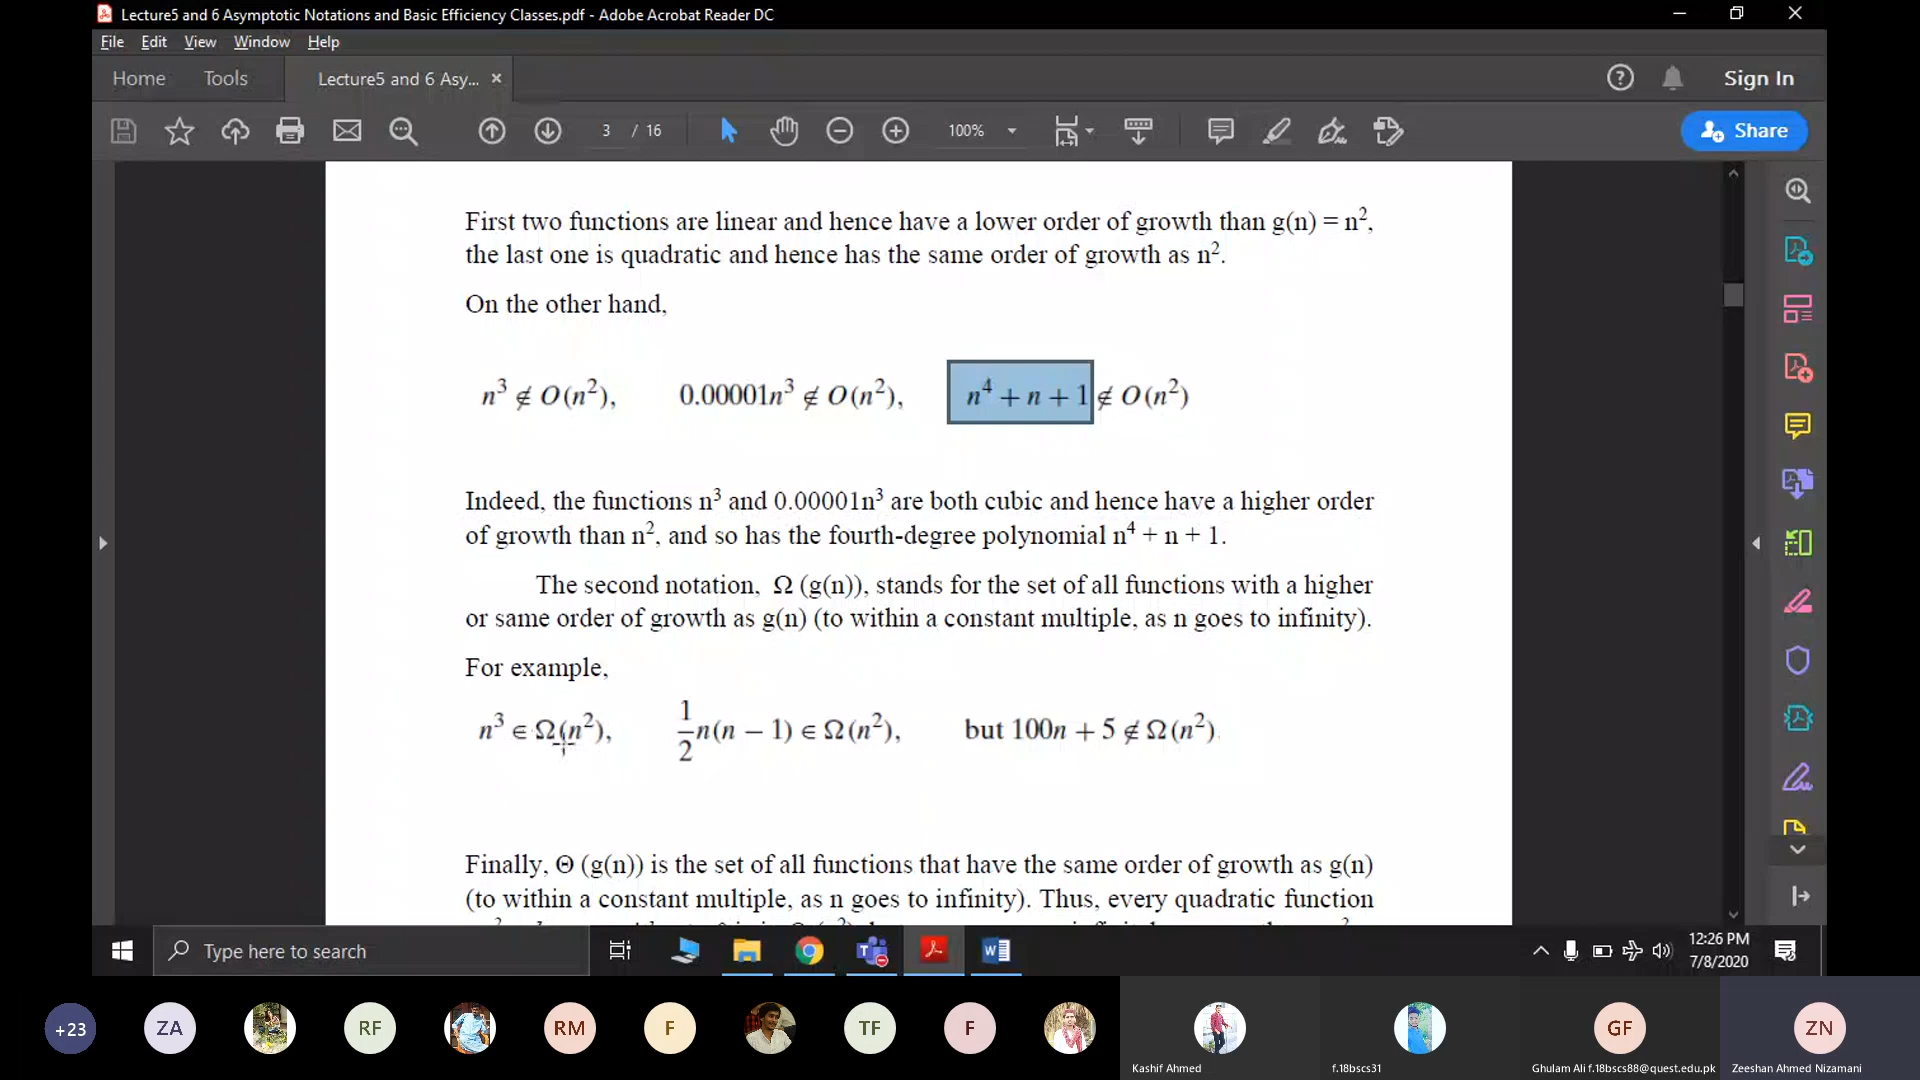 Lecture5 and 6 Asymptotic Notations and Basic Efficiency Classes.pdf - Adobe Acrobat Reader DC
File Edit View Window Help
Home Tools Lecture5 and 6 Asy... × Sign In
3 / 16 100% Share
First two functions are linear and hence have a lower order of growth than g(n) = n²,
the last one is quadratic and hence has the same order of growth as n².
On the other hand,
n³ ∉ O(n²), 0.00001n³ ∉ O(n²), n⁴ + n + 1 ∉ O(n²)
Indeed, the functions n³ and 0.00001n³ are both cubic and hence have a higher order
of growth than n², and so has the fourth-degree polynomial n⁴ + n + 1.
The second notation, Ω (g(n)), stands for the set of all functions with a higher
or same order of growth as g(n) (to within a constant multiple, as n goes to infinity).
For example,
n³ ∈ Ω(n²), 1/2 n(n − 1) ∈ Ω(n²), but 100n + 5 ∉ Ω(n²).
Finally, Θ (g(n)) is the set of all functions that have the same order of growth as g(n)
(to within a constant multiple, as n goes to infinity). Thus, every quadratic function
Type here to search
12:26 PM
7/8/2020
+23 ZA RF RM F TF F GF ZN
Kashif Ahmed f.18bscs31 Ghulam Ali f.18bscs88@quest.edu.pk Zeeshan Ahmed Nizamani